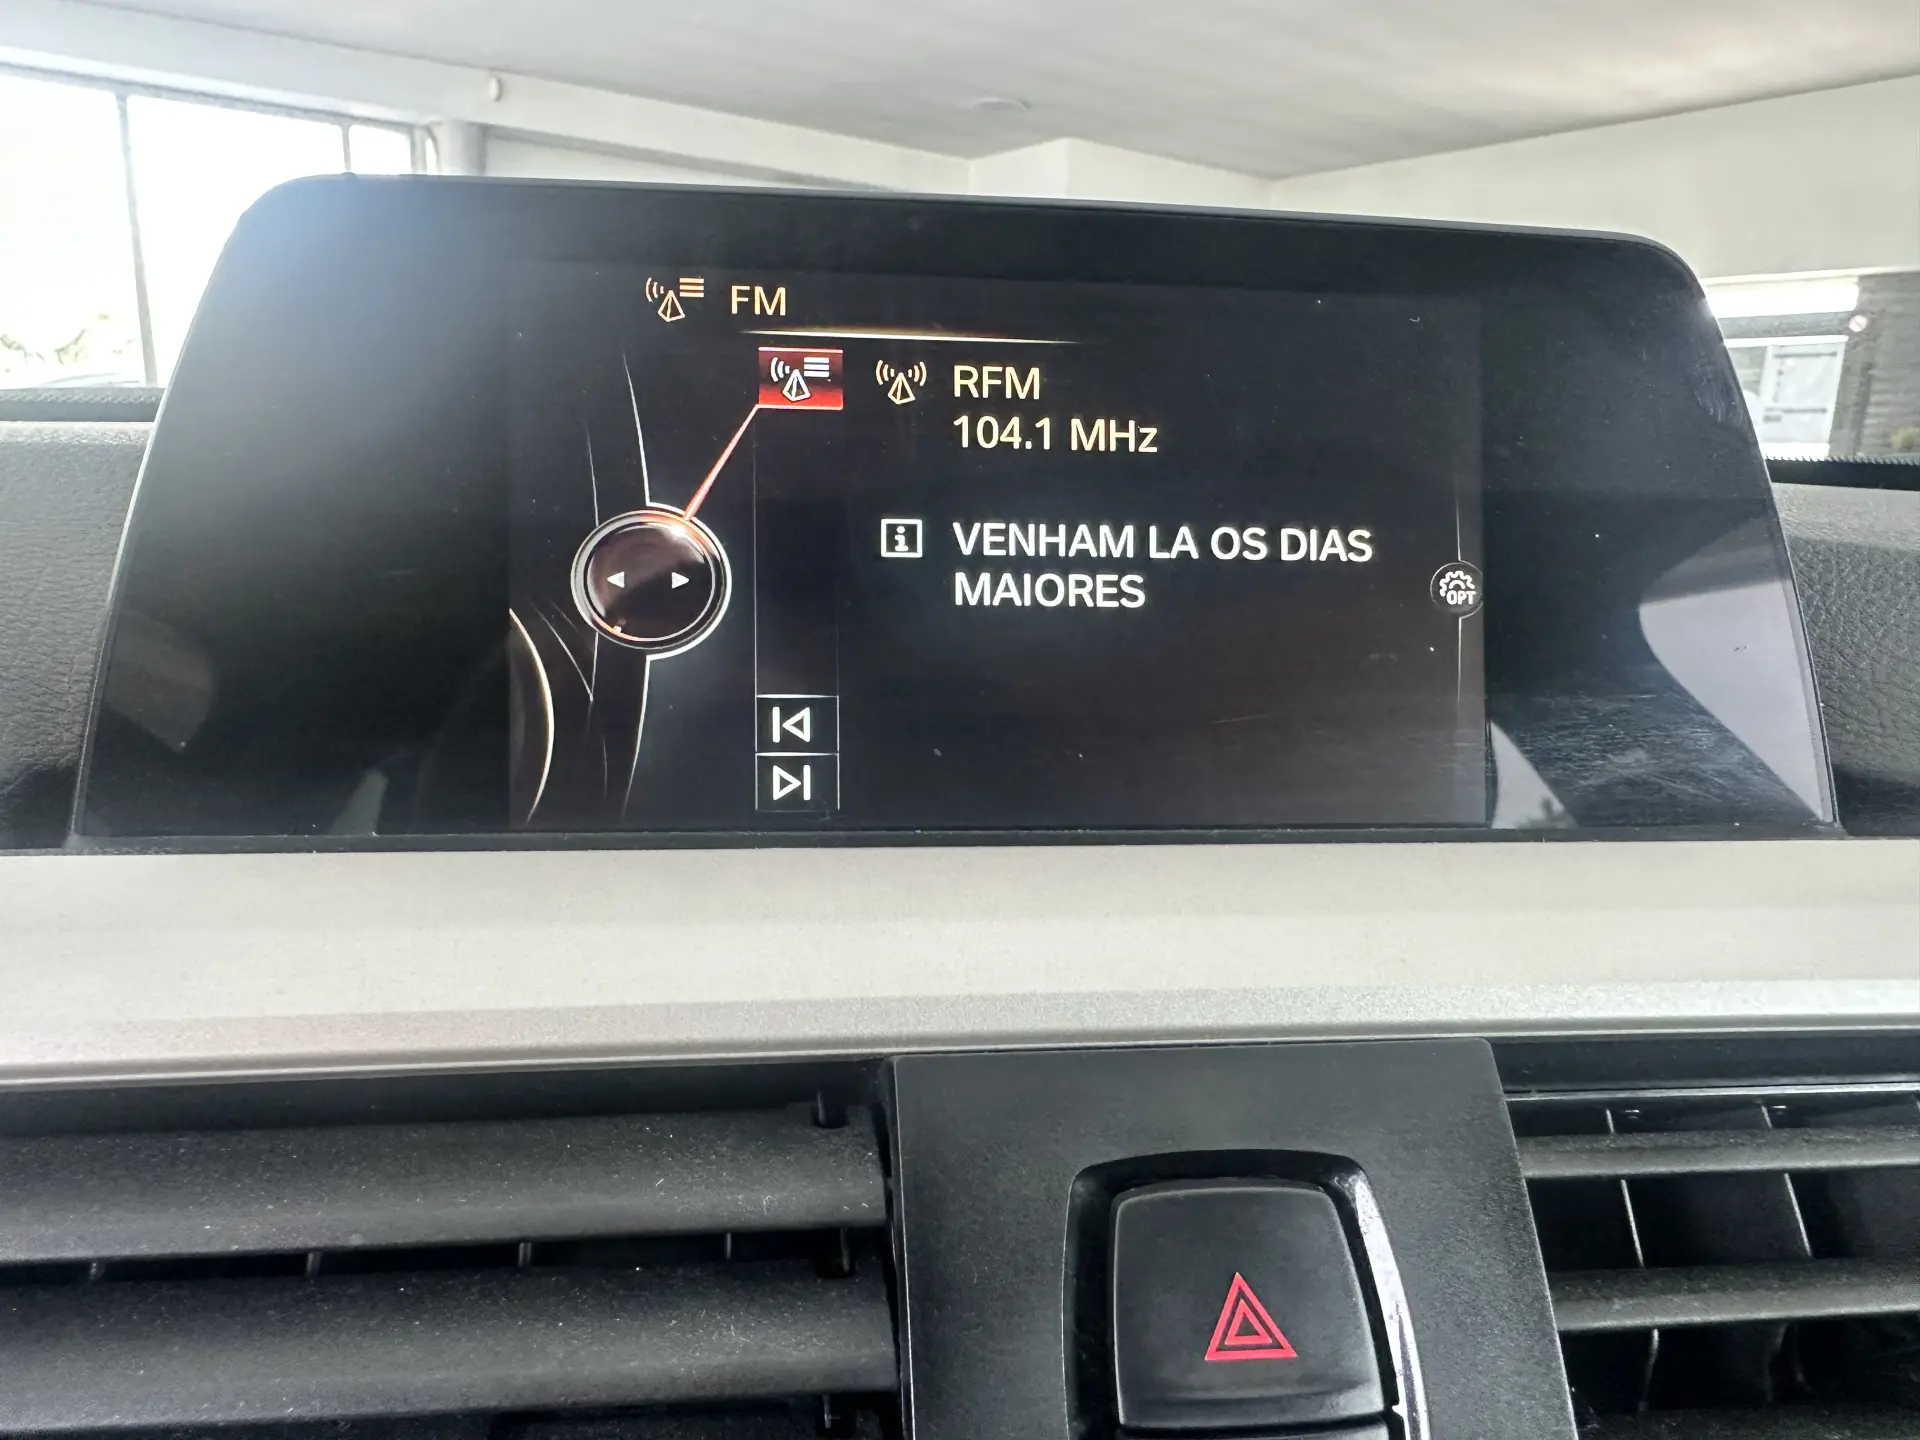 FM
RFM
104.1 MHz
VENHAM LA OS DIAS
MAIORES
OPT